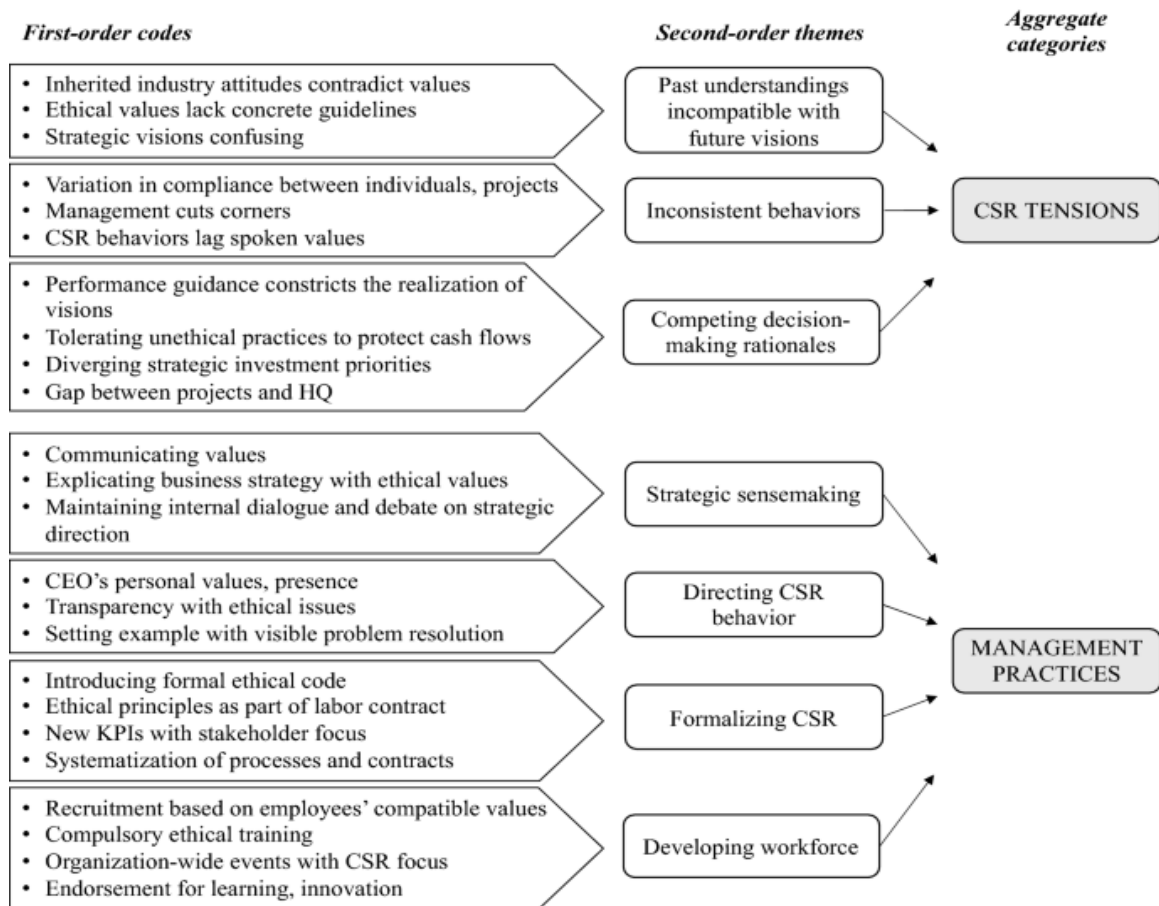 First-order codes
Second-order themes
Aggregate
categories
• Inherited industry attitudes contradict values
• Ethical values lack concrete guidelines
• Strategic visions confusing
Past understandings
incompatible with
future visions
• Variation in compliance between individuals, projects
• Management cuts corners
• CSR behaviors lag spoken values
Inconsistent behaviors
CSR TENSIONS
• Performance guidance constricts the realization of
visions
• Tolerating unethical practices to protect cash flows
• Diverging strategic investment priorities
• Gap between projects and HQ
Competing decision-
making rationales
• Communicating values
• Explicating business strategy with ethical values
• Maintaining internal dialogue and debate on strategic
direction
Strategic sensemaking
• CEO's personal values, presence
• Transparency with ethical issues
• Setting example with visible problem resolution
Directing CSR
behavior
MANAGEMENT
PRACTICES
• Introducing formal ethical code
• Ethical principles as part of labor contract
• New KPIs with stakeholder focus
• Systematization of processes and contracts
Formalizing CSR
• Recruitment based on employees' compatible values
• Compulsory ethical training
• Organization-wide events with CSR focus
• Endorsement for learning, innovation
Developing workforce